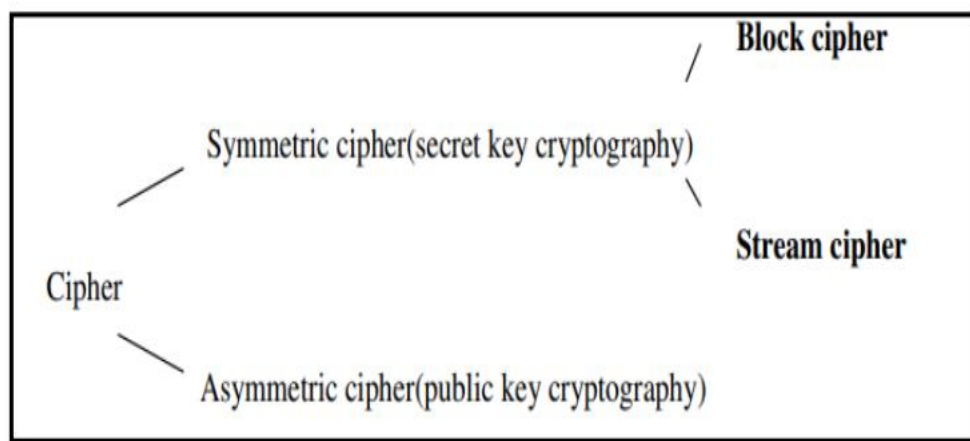 Block cipher
Symmetric cipher(secret key cryptography)
Stream cipher
Cipher
Asymmetric cipher(public key cryptography)